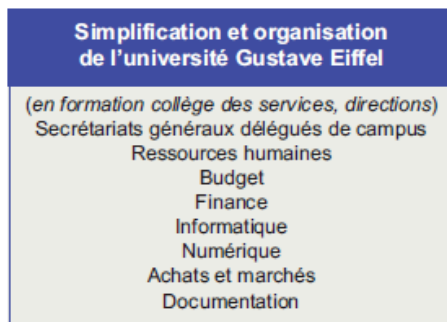 Simplification et organisation
de l'université Gustave Eiffel
(en formation collège des services, directions)
Secrétariats généraux délégués de campus
Ressources humaines
Budget
Finance
Informatique
Numérique
Achats et marchés
Documentation